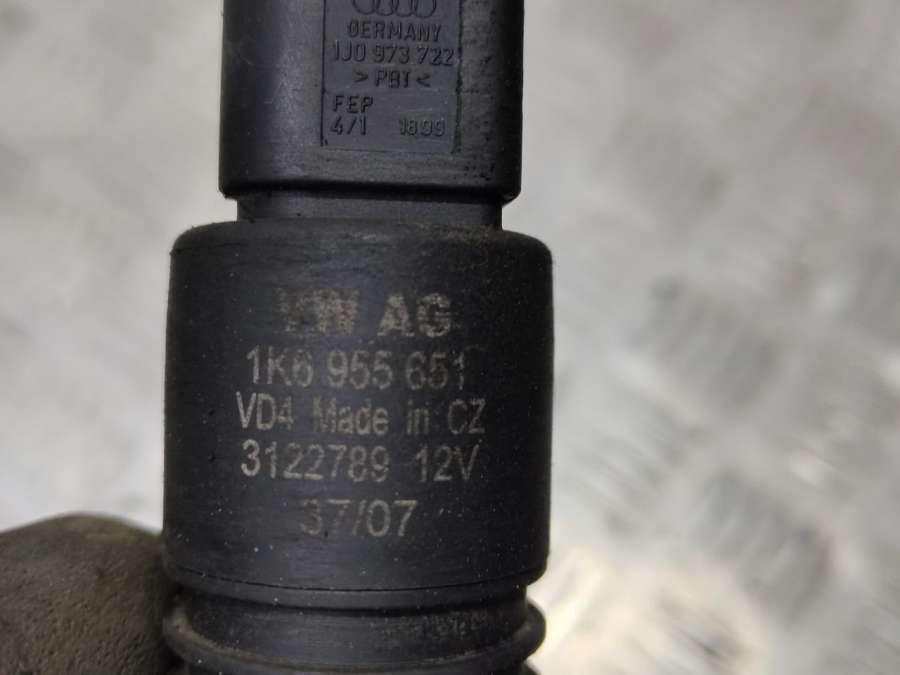 GERMANY
1J0 973 722
> PBT <
FEP
4/1 1899
VW AG
1K6 955 651
VD4 Made in CZ
3122789 12V
37/07